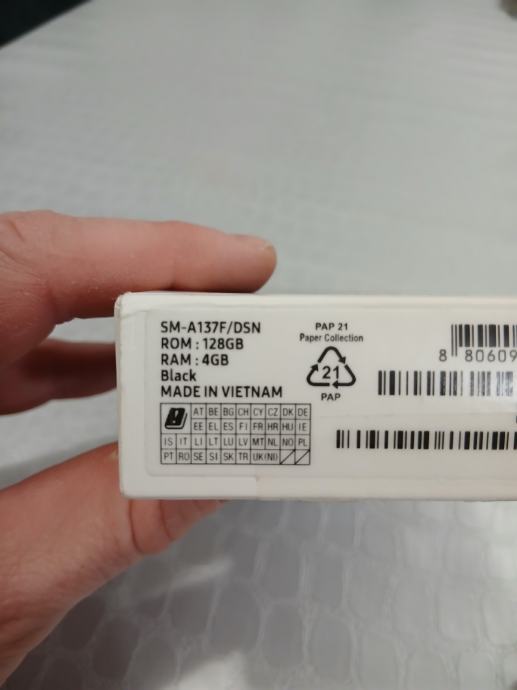 SM-A137F/DSN
ROM : 128GB
RAM : 4GB
Black
MADE IN VIETNAM
AT BE BG CH CY CZ DK DE
EE EL ES FI FR HR HU IE
IS IT LI LT LU LV MT NL NO PL
PT RO SE SI SK TR UK(NI)
PAP 21
Paper Collection
21
PAP
8 80609